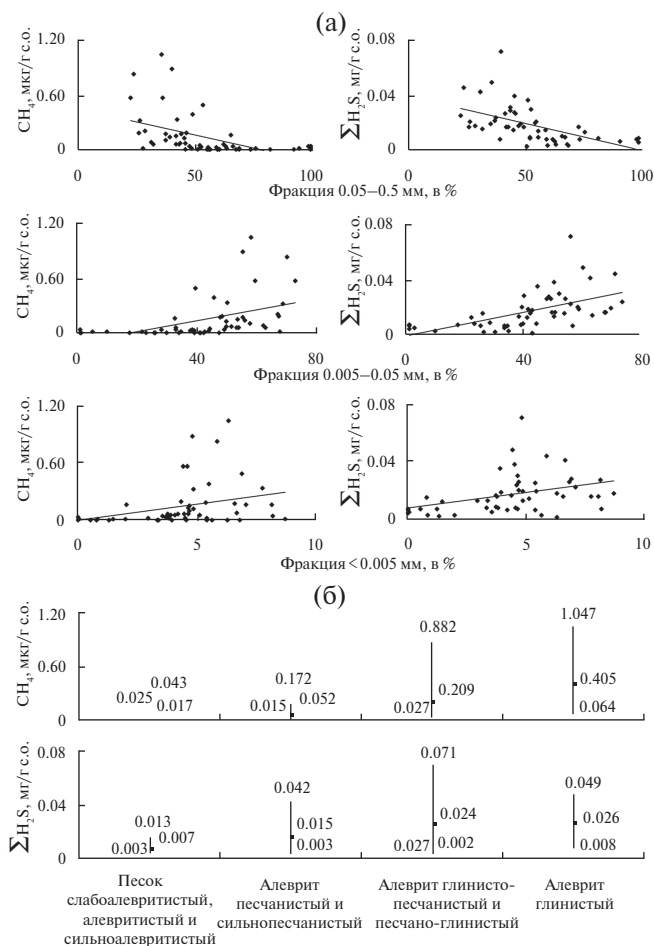 (а)
CH₄, мкг/г с.о.
1.20
0.60
0
0
50
100
∑H₂S, мг/г с.о.
0.08
0.04
0
0
50
100
Фракция 0.05–0.5 мм, в %
CH₄, мкг/г с.о.
1.20
0.60
0
0
40
80
∑H₂S, мг/г с.о.
0.08
0.04
0
0
20
40
60
80
Фракция 0.005–0.05 мм, в %
CH₄, мкг/г с.о.
1.20
0.60
0
0
5
10
∑H₂S, мг/г с.о.
0.08
0.04
0
0
5
10
Фракция < 0.005 мм, в %
(б)
CH₄, мкг/г с.о.
1.20
0.60
0
0.043
0.025
0.017
0.172
0.015
0.052
0.882
0.209
0.027
1.047
0.405
0.064
∑H₂S, мг/г с.о.
0.08
0.04
0
0.013
0.007
0.003
0.042
0.015
0.003
0.071
0.024
0.027
0.002
0.049
0.026
0.008
Песок
слабоалевритистый,
алевритистый и
сильноалевритистый
Алеврит
песчанистый и
сильнопесчанистый
Алеврит глинисто-
песчанистый и
песчано-глинистый
Алеврит
глинистый